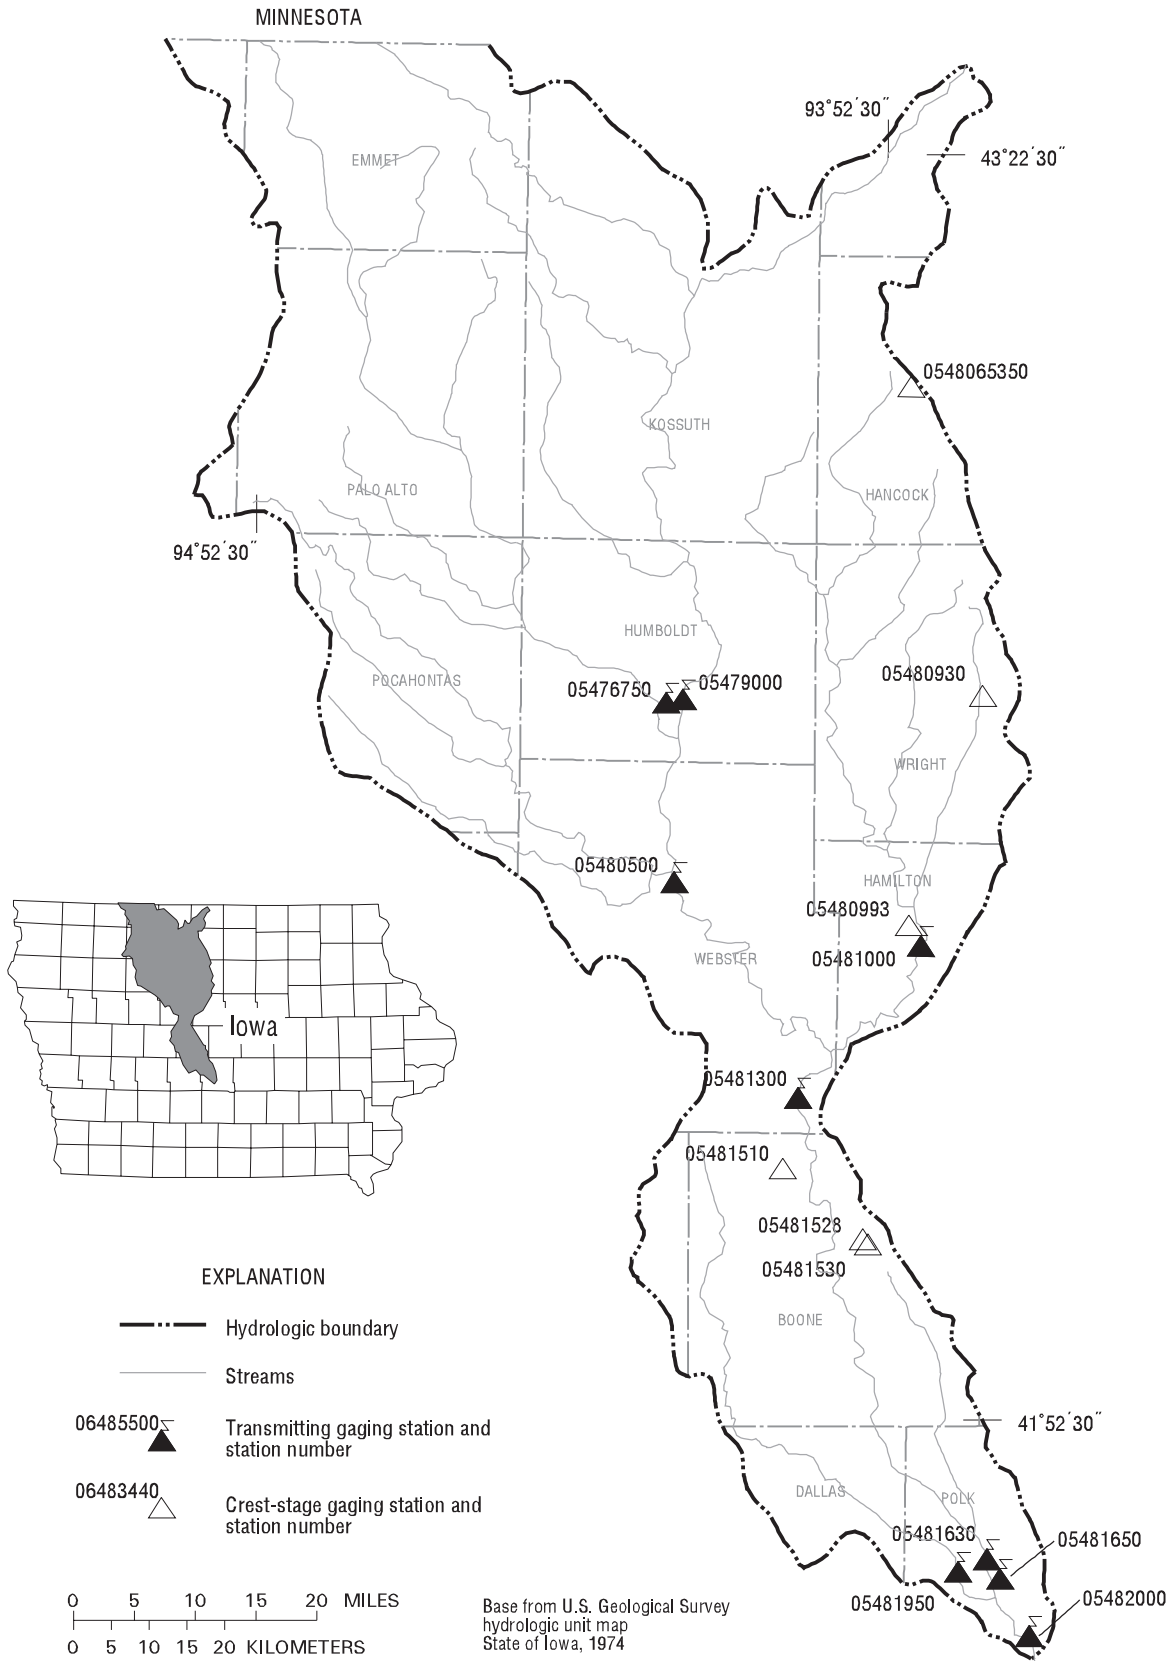 MINNESOTA
93°52'30"
43°22'30"
EMMET
0548065350
KOSSUTH
PALO ALTO
HANCOCK
94°52'30"
HUMBOLDT
POCAHONTAS
05476750
05479000
05480930
WRIGHT
05480500
HAMILTON
05480993
WEBSTER
05481000
Iowa
05481300
05481510
05481528
05481530
BOONE
41°52'30"
DALLAS
POLK
05481630
05481650
05481950
05482000
EXPLANATION
Hydrologic boundary
Streams
06485500
Transmitting gaging station and
station number
06483440
Crest-stage gaging station and
station number
0 5 10 15 20 MILES
0 5 10 15 20 KILOMETERS
Base from U.S. Geological Survey
hydrologic unit map
State of Iowa, 1974